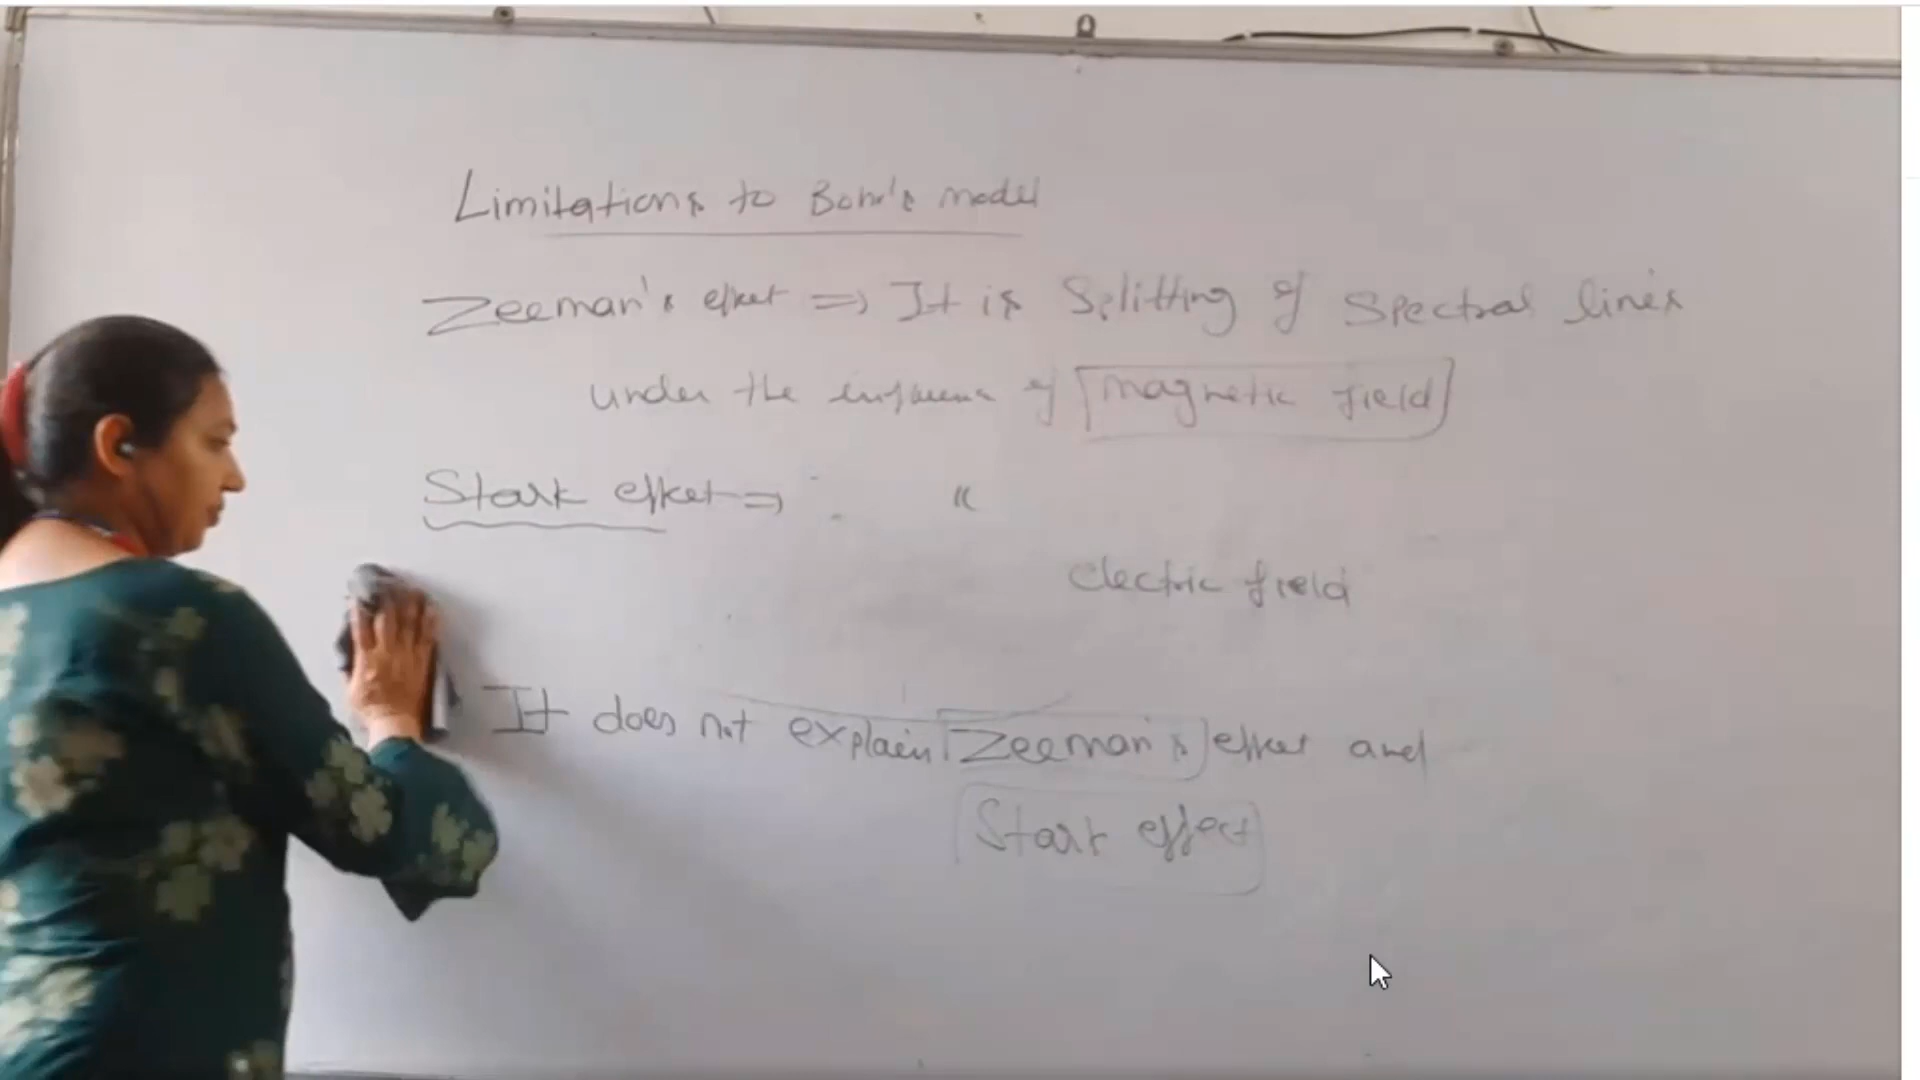 Limitations to Bohr's model
Zeeman's effect => It is Splitting of Spectral lines
under the influence of magnetic field
Stark effect => "
electric field
It does not explain Zeeman's effect and
Stark effect